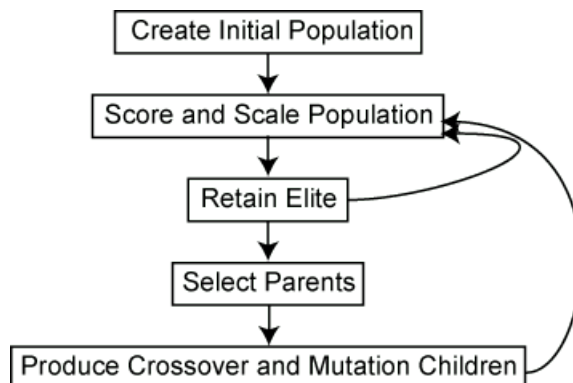 Create Initial Population
Score and Scale Population
Retain Elite
Select Parents
Produce Crossover and Mutation Children